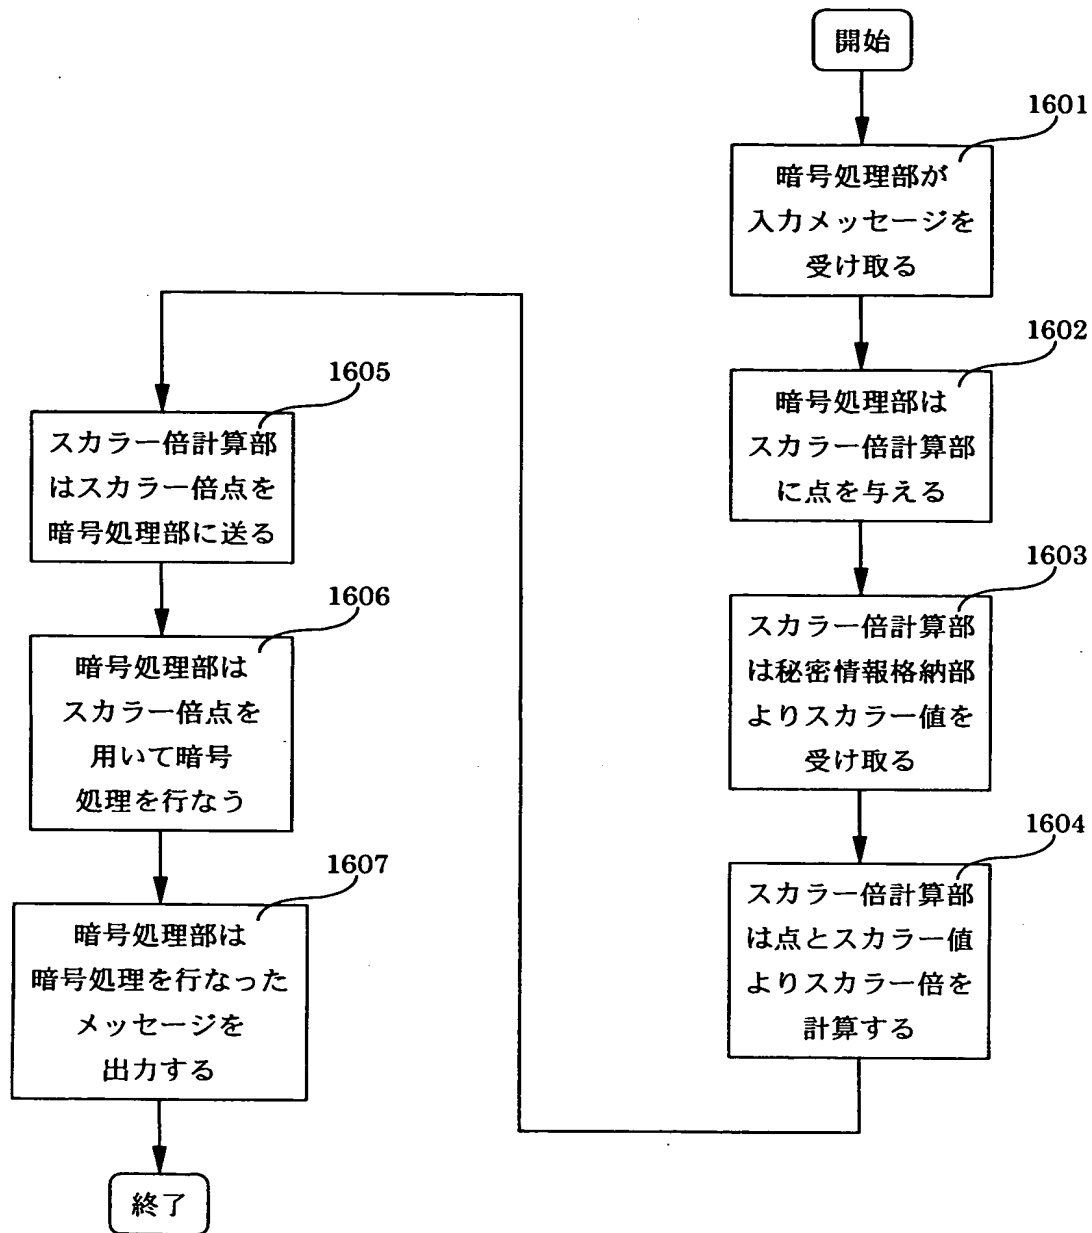 開始
1601
暗号処理部が
入力メッセージを
受け取る
1602
暗号処理部は
スカラー倍計算部
に点を与える
1603
スカラー倍計算部
は秘密情報格納部
よりスカラー値を
受け取る
1604
スカラー倍計算部
は点とスカラー値
よりスカラー倍を
計算する
1605
スカラー倍計算部
はスカラー倍点を
暗号処理部に送る
1606
暗号処理部は
スカラー倍点を
用いて暗号
処理を行なう
1607
暗号処理部は
暗号処理を行なった
メッセージを
出力する
終了